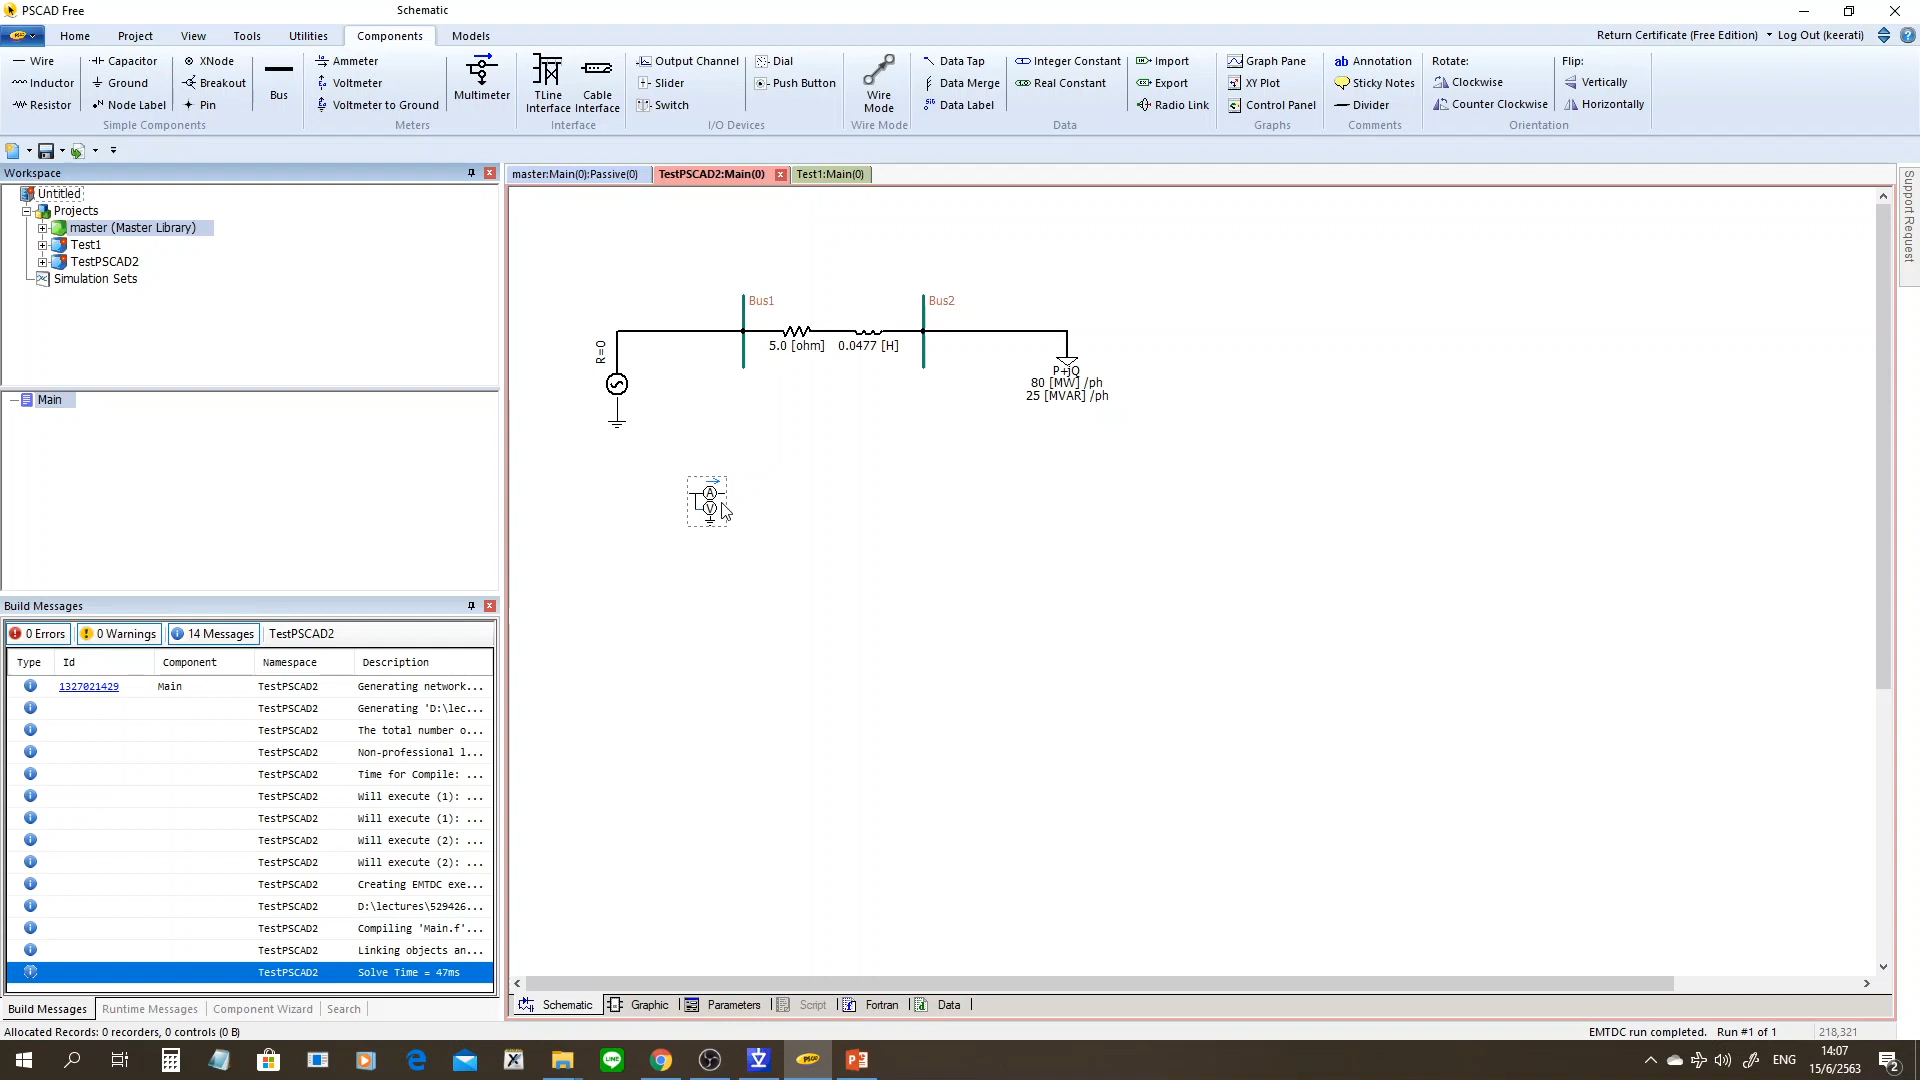 PSCAD Free
Schematic
Home Project View Tools Utilities Components Models
Return Certificate (Free Edition) Log Out (keerati)
Wire Capacitor XNode Ammeter Output Channel Dial Data Tap Integer Constant Import Graph Pane Annotation Rotate: Flip:
Inductor Ground Breakout Voltmeter Slider Push Button Data Merge Real Constant Export XY Plot Sticky Notes Clockwise Vertically
Resistor Node Label Pin Bus Voltmeter to Ground Multimeter TLine Interface Cable Interface Switch Wire Mode Data Label Radio Link Control Panel Divider Counter Clockwise Horizontally
Simple Components Meters Interface I/O Devices Wire Mode Data Graphs Comments Orientation
Workspace
Untitled
Projects
master (Master Library)
Test1
TestPSCAD2
Simulation Sets
Main
master:Main(0):Passive(0) TestPSCAD2:Main(0) Test1:Main(0)
Support Request
Bus1 Bus2
R=0
5.0 [ohm] 0.0477 [H]
P+jQ
80 [MW] /ph
25 [MVAR] /ph
A
V
Build Messages
0 Errors 0 Warnings 14 Messages TestPSCAD2
Type Id Component Namespace Description
1327021429 Main TestPSCAD2 Generating network...
TestPSCAD2 Generating 'D:\lec...
TestPSCAD2 The total number o...
TestPSCAD2 Non-professional l...
TestPSCAD2 Time for Compile: ...
TestPSCAD2 Will execute (1): ...
TestPSCAD2 Will execute (1): ...
TestPSCAD2 Will execute (2): ...
TestPSCAD2 Will execute (2): ...
TestPSCAD2 Creating EMTDC exe...
TestPSCAD2 D:\lectures\529426...
TestPSCAD2 Compiling 'Main.f'...
TestPSCAD2 Linking objects an...
TestPSCAD2 Solve Time = 47ms
Build Messages Runtime Messages Component Wizard Search
Schematic Graphic Parameters Script Fortran Data
Allocated Records: 0 recorders, 0 controls (0 B)
EMTDC run completed. Run #1 of 1 218,321
ENG
14:07
15/6/2563
2